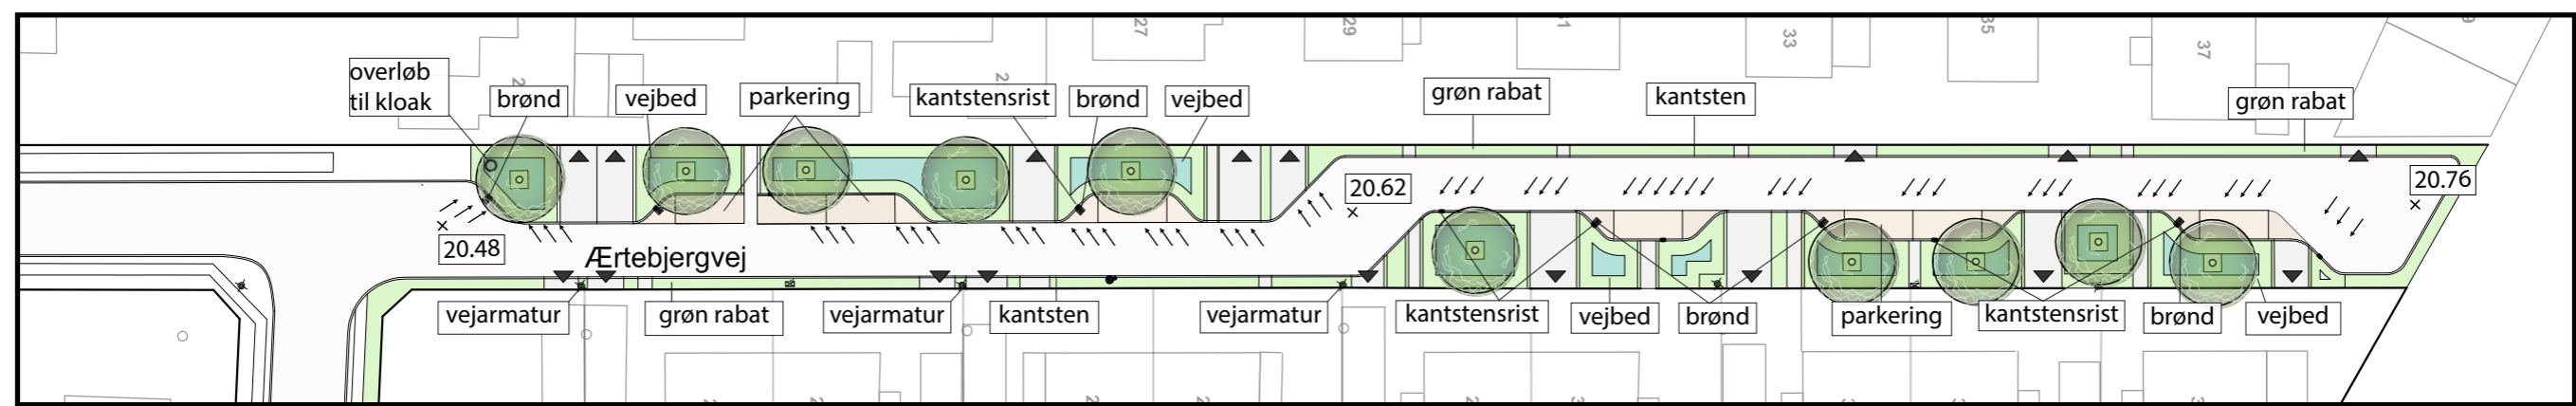 27
29
33
35
37
overløb
til kloak
brønd
vejbed
parkering
kantstensrist
brønd
vejbed
grøn rabat
kantsten
grøn rabat
20.62
20.76
20.48
Ærtebjergvej
vejarmatur
grøn rabat
vejarmatur
kantsten
vejarmatur
kantstensrist
vejbed
brønd
parkering
kantstensrist
brønd
vejbed